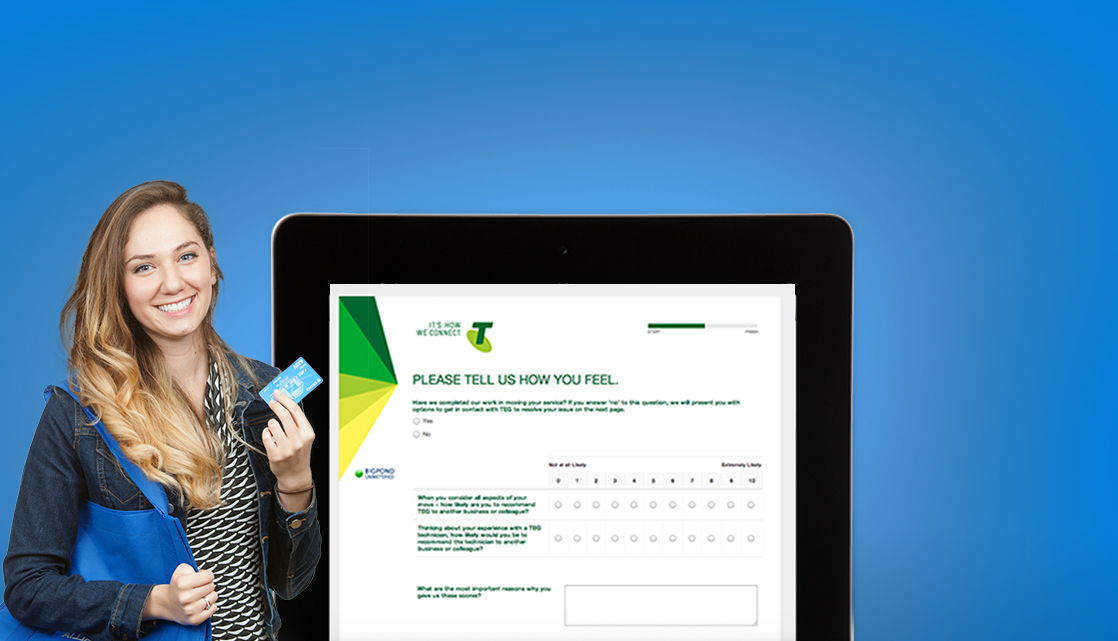 IT'S HOW
WE CONNECT
START
FINISH
PLEASE TELL US HOW YOU FEEL.
Have we completed our work in moving your service? If you answer 'no' to this question, we will present you with
options to get in contact with TEG to resolve your issue on the next page.
Yes
No
BIGPOND
UNMETERED
Not at all Likely
Extremely Likely
0 1 2 3 4 5 6 7 8 9 10
When you consider all aspects of your
move - how likely are you to recommend
TEG to another business or colleague?
Thinking about your experience with a TEG
technician, how likely would you be to
recommend the technician to another
business or colleague?
What are the most important reasons why you
gave us these scores?